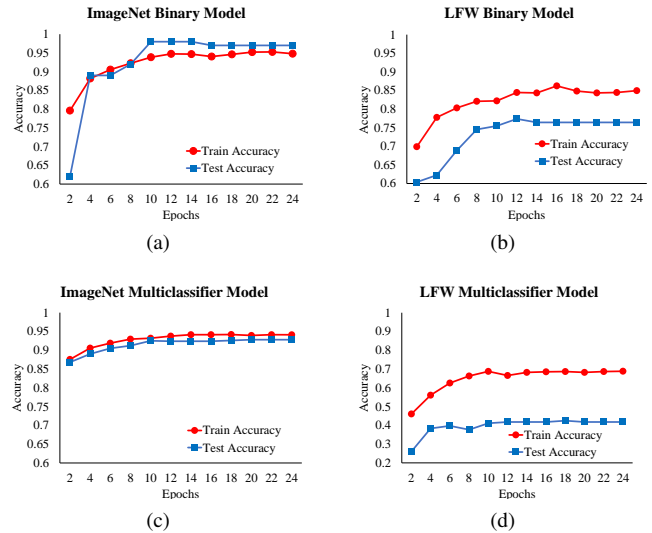 ImageNet Binary Model
1
0.95
0.9
0.85
0.8
0.75
0.7
0.65
0.6
Accuracy
Train Accuracy
Test Accuracy
2 4 6 8 10 12 14 16 18 20 22 24
Epochs
(a)
LFW Binary Model
1
0.95
0.9
0.85
0.8
0.75
0.7
0.65
0.6
Accuracy
Train Accuracy
Test Accuracy
2 4 6 8 10 12 14 16 18 20 22 24
Epochs
(b)
ImageNet Multiclassifier Model
1
0.95
0.9
0.85
0.8
0.75
0.7
0.65
0.6
Accuracy
Train Accuracy
Test Accuracy
2 4 6 8 10 12 14 16 18 20 22 24
Epochs
(c)
LFW Multiclassifier Model
1
0.9
0.8
0.7
0.6
0.5
0.4
0.3
0.2
Accuracy
Train Accuracy
Test Accuracy
2 4 6 8 10 12 14 16 18 20 22 24
Epochs
(d)